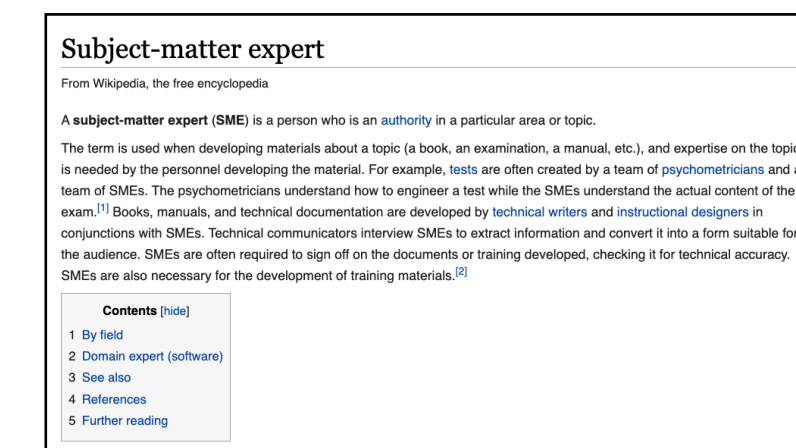 Subject-matter expert
From Wikipedia, the free encyclopedia
A subject-matter expert (SME) is a person who is an authority in a particular area or topic.
The term is used when developing materials about a topic (a book, an examination, a manual, etc.), and expertise on the topic
is needed by the personnel developing the material. For example, tests are often created by a team of psychometricians and a
team of SMEs. The psychometricians understand how to engineer a test while the SMEs understand the actual content of the
exam.[1] Books, manuals, and technical documentation are developed by technical writers and instructional designers in
conjunctions with SMEs. Technical communicators interview SMEs to extract information and convert it into a form suitable for
the audience. SMEs are often required to sign off on the documents or training developed, checking it for technical accuracy.
SMEs are also necessary for the development of training materials.[2]
Contents [hide]
1 By field
2 Domain expert (software)
3 See also
4 References
5 Further reading